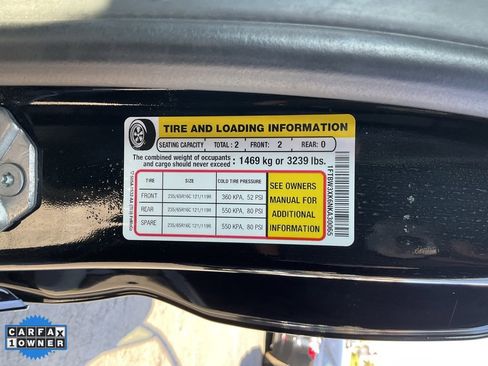 TIRE AND LOADING INFORMATION
SEATING CAPACITY TOTAL: 2 FRONT: 2 REAR: 0
The combined weight of occupants and cargo should never exceed : 1469 kg or 3239 lbs.
TIRE SIZE COLD TIRE PRESSURE
FRONT 235/65R16C 121/119R 360 KPA, 52 PSI
REAR 235/65R16C 121/119R 550 KPA, 80 PSI
SPARE 235/65R16C 121/119R 550 KPA, 80 PSI
SEE OWNERS
MANUAL FOR
ADDITIONAL
INFORMATION
CARFAX
1 OWNER